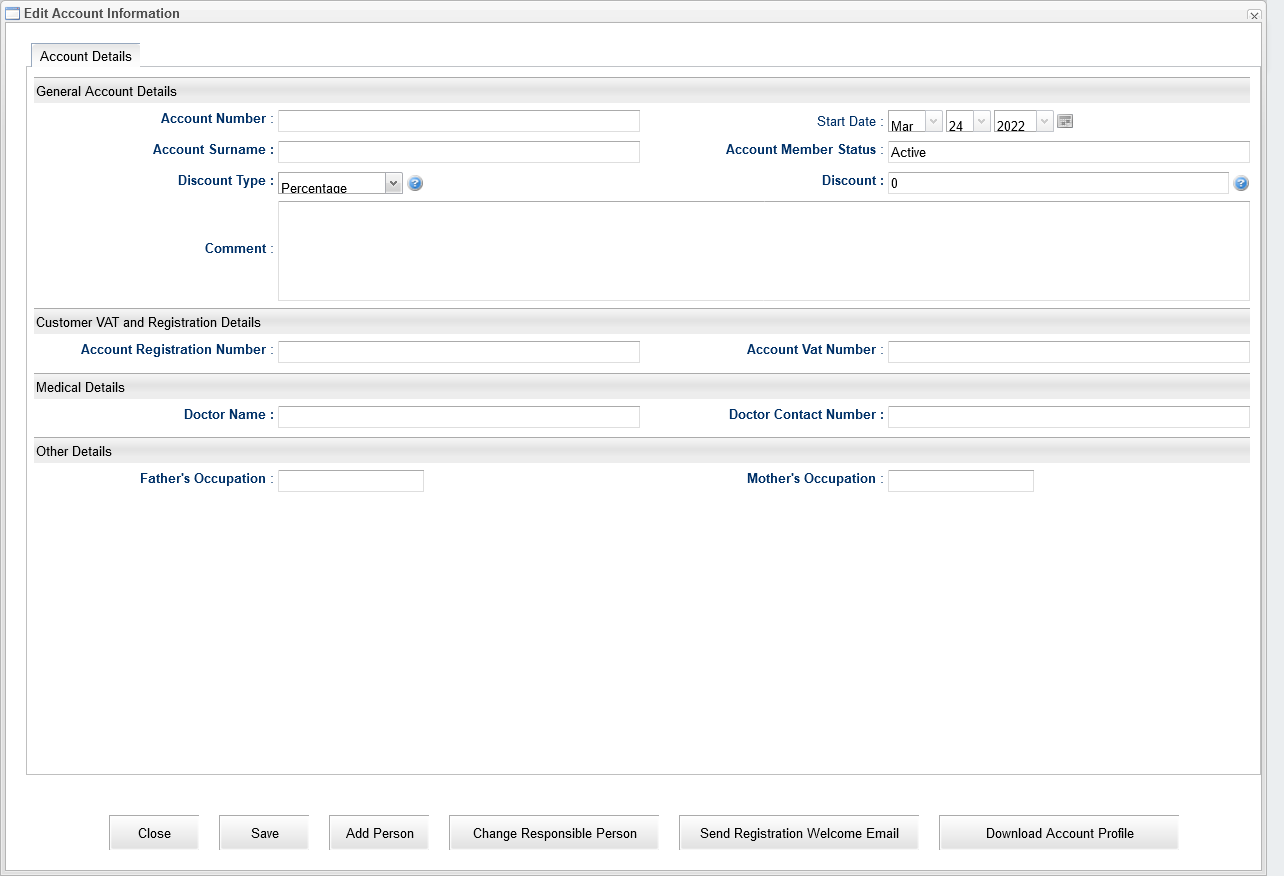 Edit Account Information
Account Details
General Account Details
Account Number : Start Date : Mar 24 2022
Account Surname : Account Member Status : Active
Discount Type : Percentage Discount : 0
Comment :
Customer VAT and Registration Details
Account Registration Number : Account Vat Number :
Medical Details
Doctor Name : Doctor Contact Number :
Other Details
Father's Occupation : Mother's Occupation :
Close Save Add Person Change Responsible Person Send Registration Welcome Email Download Account Profile